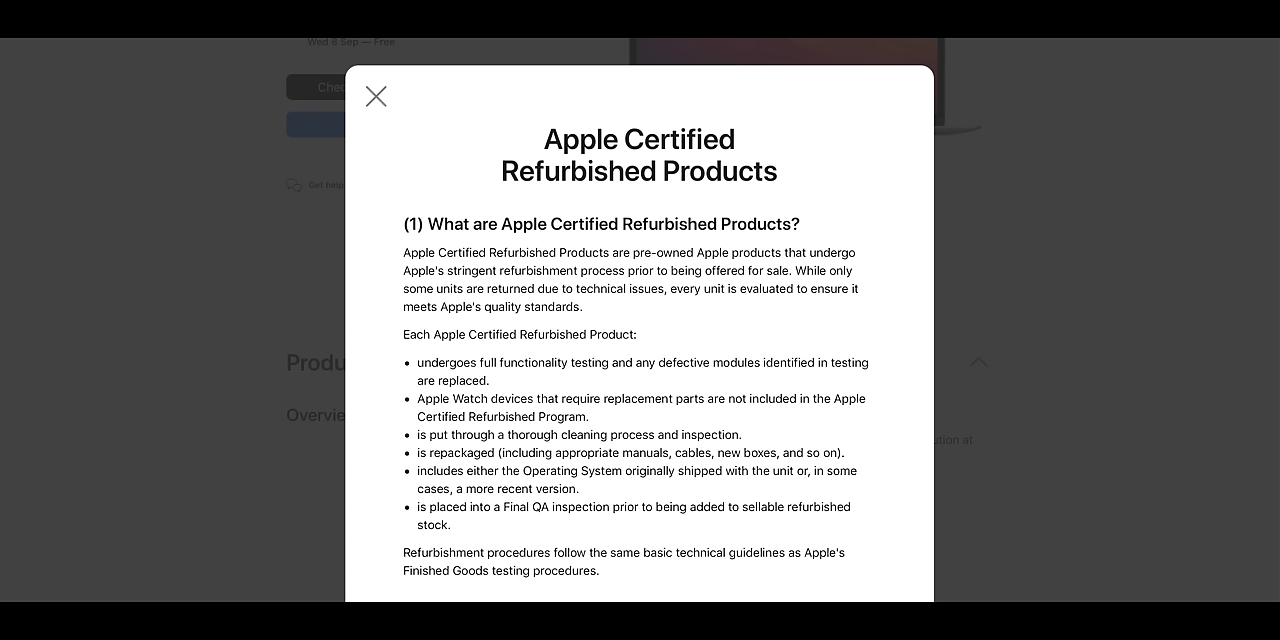 Wed 8 Sep — Free
Apple Certified
Refurbished Products
Get help
(1) What are Apple Certified Refurbished Products?
Apple Certified Refurbished Products are pre-owned Apple products that undergo
Apple's stringent refurbishment process prior to being offered for sale. While only
some units are returned due to technical issues, every unit is evaluated to ensure it
meets Apple's quality standards.
Each Apple Certified Refurbished Product:
• undergoes full functionality testing and any defective modules identified in testing
are replaced.
• Apple Watch devices that require replacement parts are not included in the Apple
Certified Refurbished Program.
• is put through a thorough cleaning process and inspection.
• is repackaged (including appropriate manuals, cables, new boxes, and so on).
• includes either the Operating System originally shipped with the unit or, in some
cases, a more recent version.
• is placed into a Final QA inspection prior to being added to sellable refurbished
stock.
Refurbishment procedures follow the same basic technical guidelines as Apple's
Finished Goods testing procedures.
Produ
Overvie
ution at